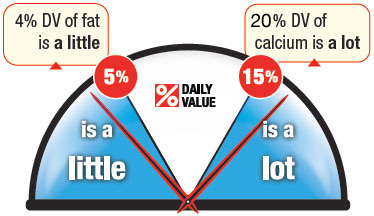 4% DV of fat
is a little
20% DV of
calcium is a lot
5%
15%
% DAILY
VALUE
is a
little
is a
lot